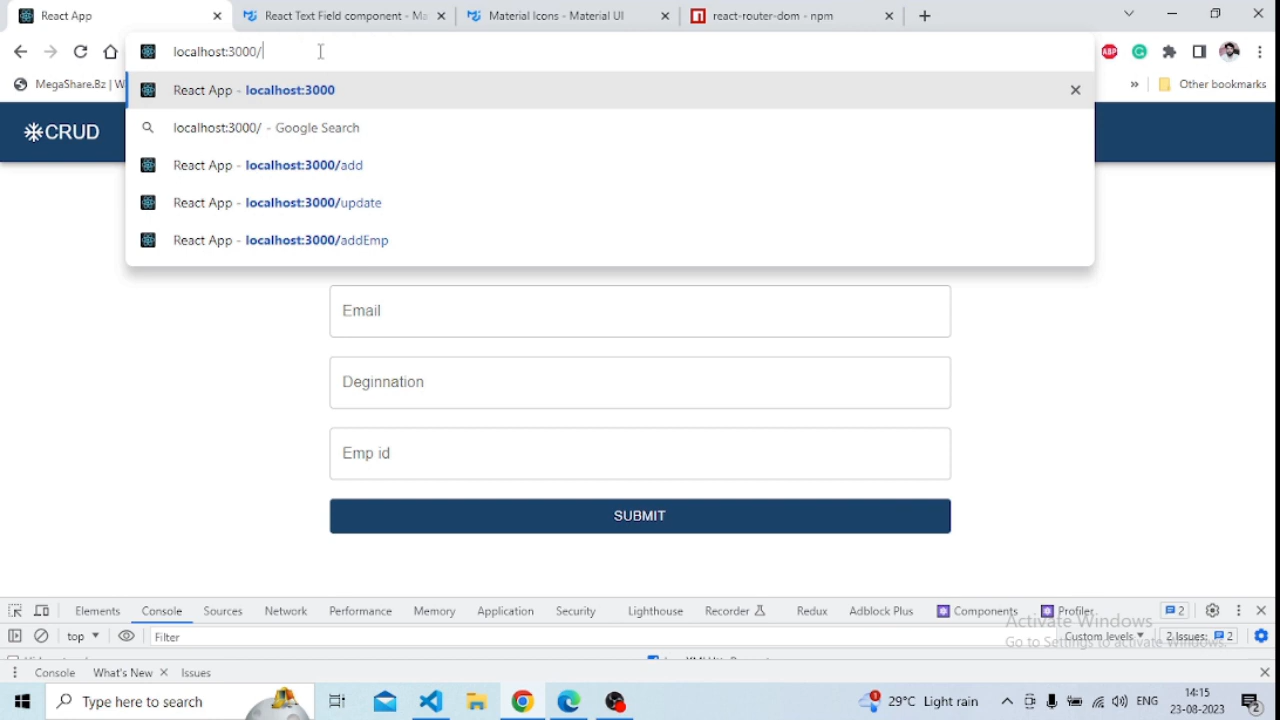 React App
React Text Field component - Ma
Material Icons - Material UI
react-router-dom - npm
localhost:3000/
MegaShare.Bz | W
Other bookmarks
React App - localhost:3000
localhost:3000/ - Google Search
React App - localhost:3000/add
React App - localhost:3000/update
React App - localhost:3000/addEmp
CRUD
Email
Deginnation
Emp id
SUBMIT
Elements Console Sources Network Performance Memory Application Security Lighthouse Recorder Redux Adblock Plus Components Profiler 2
Activate Windows
top Filter Custom levels 2 Issues: 2
Go to Settings to activate Windows.
Console What's New Issues
Type here to search
29°C Light rain
ENG
14:15
23-08-2023
2